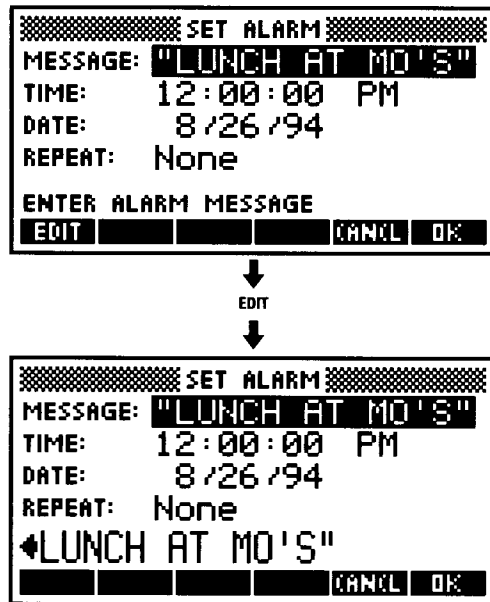 SET ALARM
MESSAGE: "LUNCH AT MO'S"
TIME: 12:00:00 PM
DATE: 8/26/94
REPEAT: None
ENTER ALARM MESSAGE
EDIT CANCL OK
EDIT
SET ALARM
MESSAGE: "LUNCH AT MO'S"
TIME: 12:00:00 PM
DATE: 8/26/94
REPEAT: None
LUNCH AT MO'S"
CANCL OK